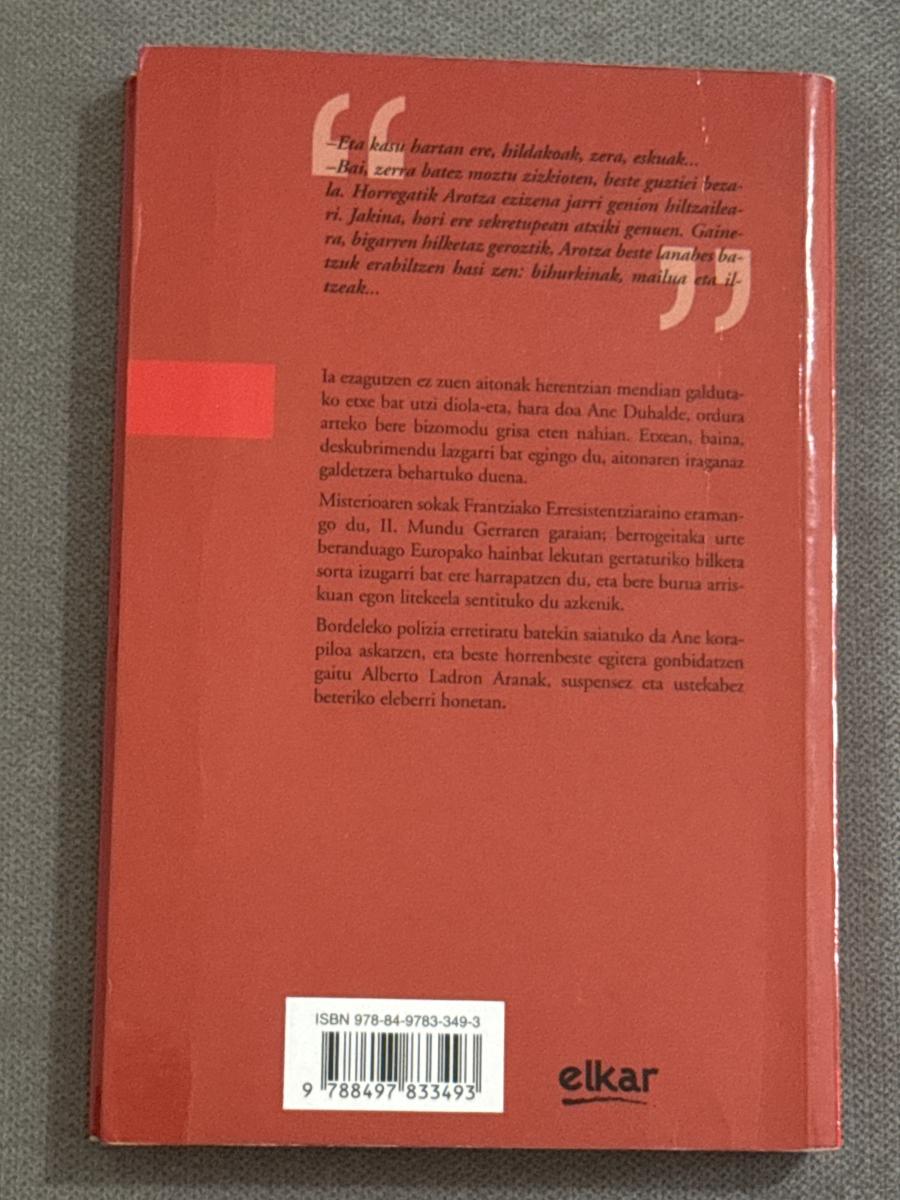 –Eta kasu hartan ere, hildakoak, zera, eskuak...
–Bai, zerra batez moztu zizkioten, beste guztiei beza-
la. Horregatik Arotza ezizena jarri genion hiltzailea-
ri. Jakina, hori ere sekretupean atxiki genuen. Gaine-
ra, bigarren hilketaz geroztik, Arotza beste lanabes ba-
tzuk erabiltzen hasi zen: bihurkinak, mailua eta il-
tzeak...
Ia ezagutzen ez zuen aitonak herentzian mendian galduta-
ko etxe bat utzi diola-eta, hara doa Ane Duhalde, ordura
arteko bere bizomodu grisa eten nahian. Etxean, baina,
deskubrimendu lazgarri bat egingo du, aitonaren iraganaz
galdetzera behartuko duena.
Misterioaren sokak Frantziako Erresistentziaraino eraman-
go du, II. Mundu Gerraren garaian; berrogeitaka urte
beranduago Europako hainbat lekutan gertaturiko hilketa
sorta izugarri bat ere harrapatzen du, eta bere burua arris-
kuan egon litekeela sentituko du azkenik.
Bordeleko polizia erretiratu batekin saiatuko da Ane kora-
piloa askatzen, eta beste horrenbeste egitera gonbidatzen
gaitu Alberto Ladron Aranak, suspensez eta ustekabez
beteriko eleberri honetan.
ISBN 978-84-9783-349-3
9 788497 833493
elkar